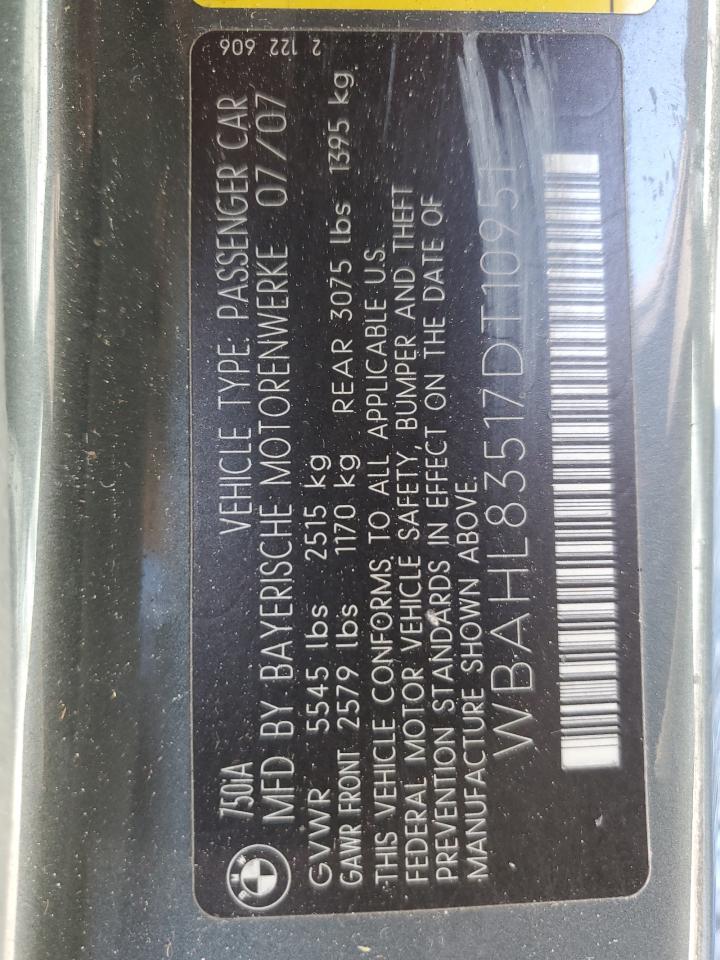 2 122 606
750iA VEHICLE TYPE: PASSENGER CAR
MFD BY BAYERISCHE MOTORENWERKE 07/07
GVWR 5545 lbs 2515 kg
GAWR FRONT 2579 lbs 1170 kg REAR 3075 lbs 1395 kg
THIS VEHICLE CONFORMS TO ALL APPLICABLE U.S.
FEDERAL MOTOR VEHICLE SAFETY, BUMPER AND THEFT
PREVENTION STANDARDS IN EFFECT ON THE DATE OF
MANUFACTURE SHOWN ABOVE.
WBAHL83517DT10951